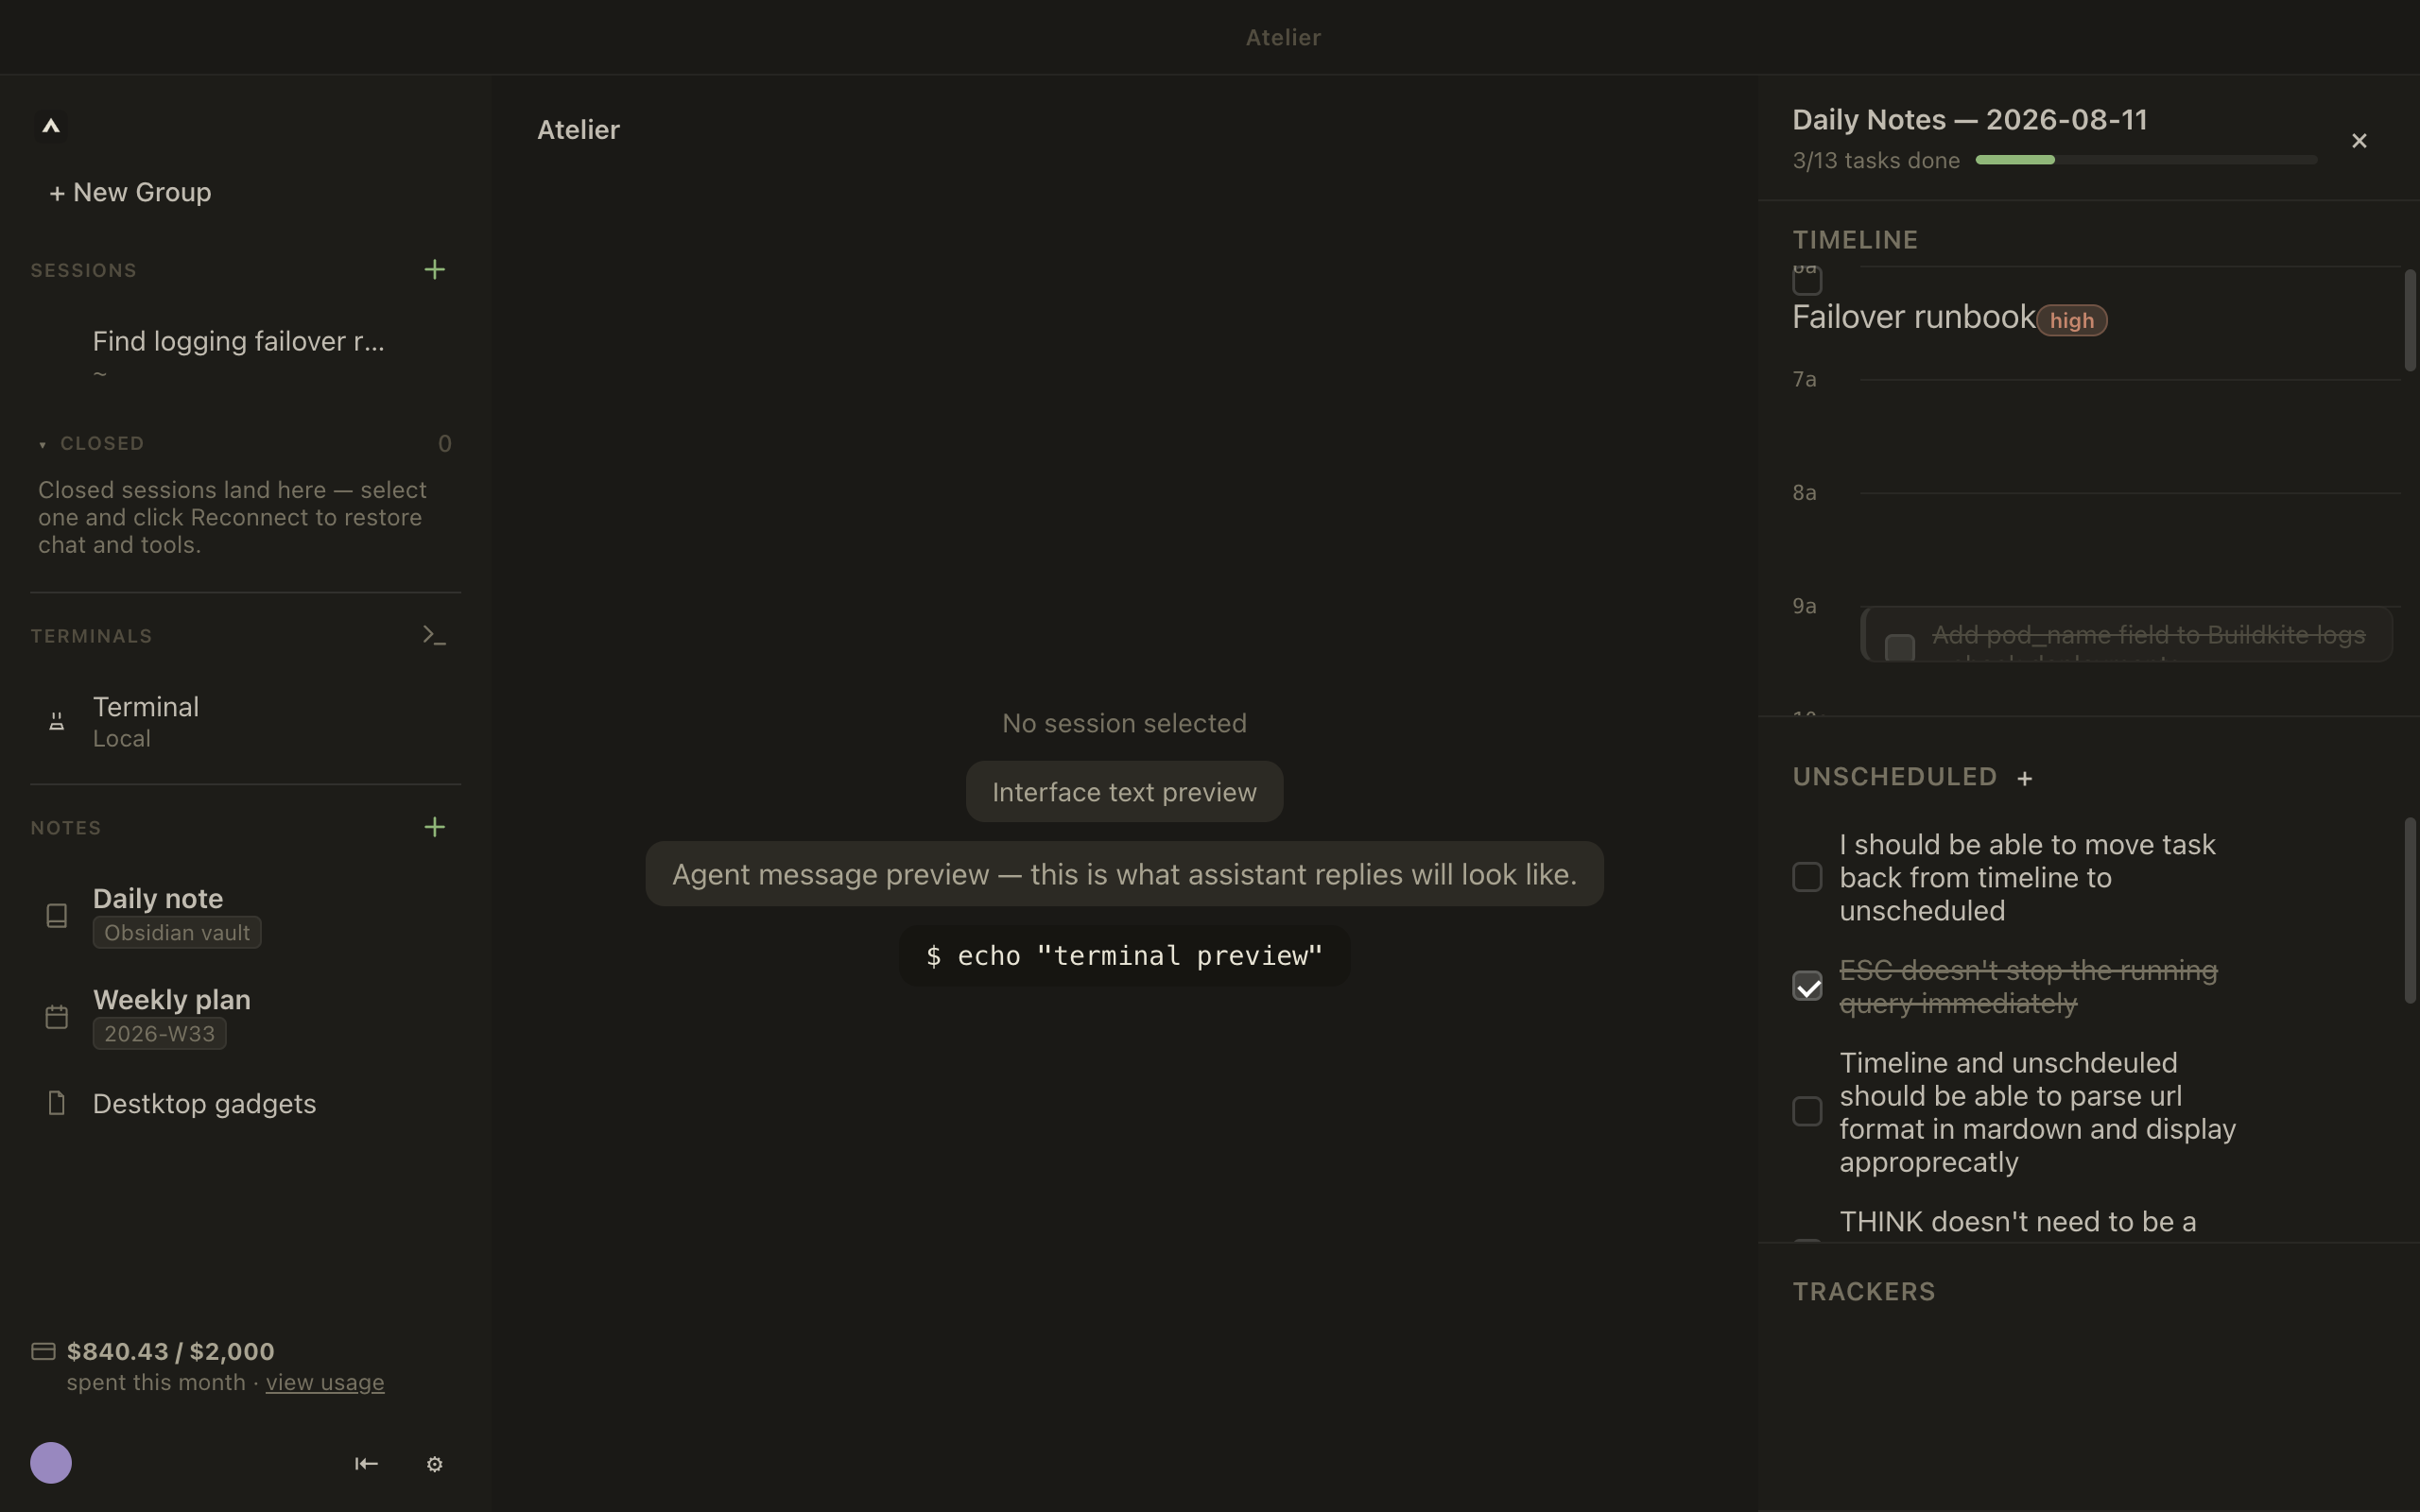 Atelier
+ New Group
SESSIONS
Find logging failover r...
~
CLOSED 0
Closed sessions land here — select
one and click Reconnect to restore
chat and tools.
TERMINALS
Terminal
Local
NOTES
Daily note
Obsidian vault
Weekly plan
2026-W33
Destktop gadgets
$840.43 / $2,000
spent this month · view usage
Atelier
No session selected
Interface text preview
Agent message preview — this is what assistant replies will look like.
$ echo "terminal preview"
Daily Notes — 2026-08-11
3/13 tasks done
TIMELINE
Failover runbook high
7a
8a
9a
Add pod_name field to Buildkite logs
UNSCHEDULED +
I should be able to move task
back from timeline to
unscheduled
ESC doesn't stop the running
query immediately
Timeline and unschdeuled
should be able to parse url
format in mardown and display
approprecatly
THINK doesn't need to be a
TRACKERS